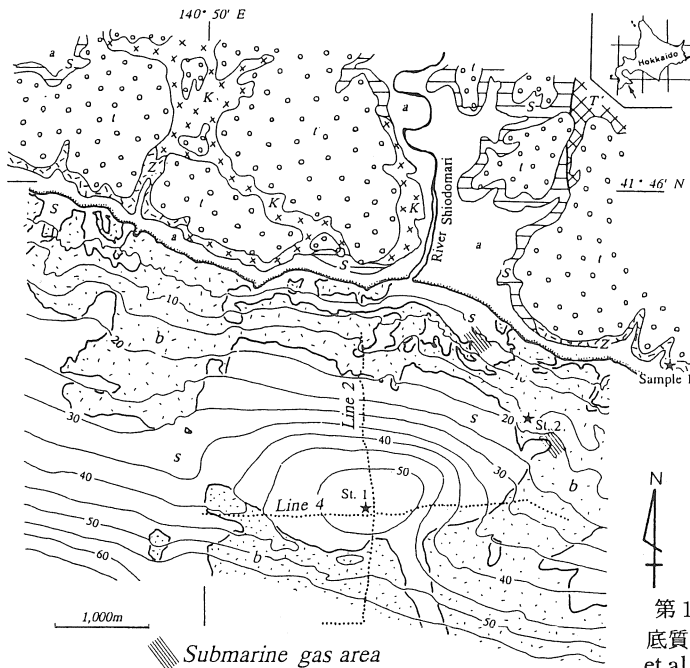 140° 50' E
Hokkaido
a
S
K
t
t
a
t
S
T'
Z
t
K
K
River Shiodomari
t
41° 46' N
a
S
a
S
S
t
Z
S
10
b
20
Line 2
S
10
Sample 1
30
S
20
St. 2
40
S
40
30
b
50
St. 1
Line 4
N
50
b
60
40
50
1,000m
Submarine gas area
第 1
底質
et al